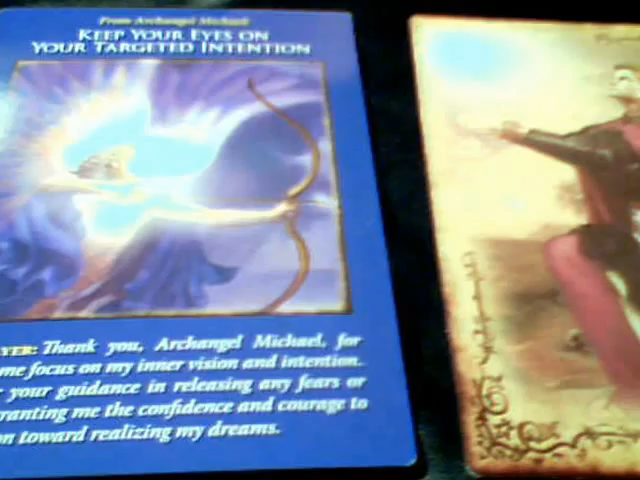 From Archangel Michael:
KEEP YOUR EYES ON
YOUR TARGETED INTENTION
YER: Thank you, Archangel Michael, for
me focus on my inner vision and intention.
your guidance in releasing any fears or
ranting me the confidence and courage to
on toward realizing my dreams.